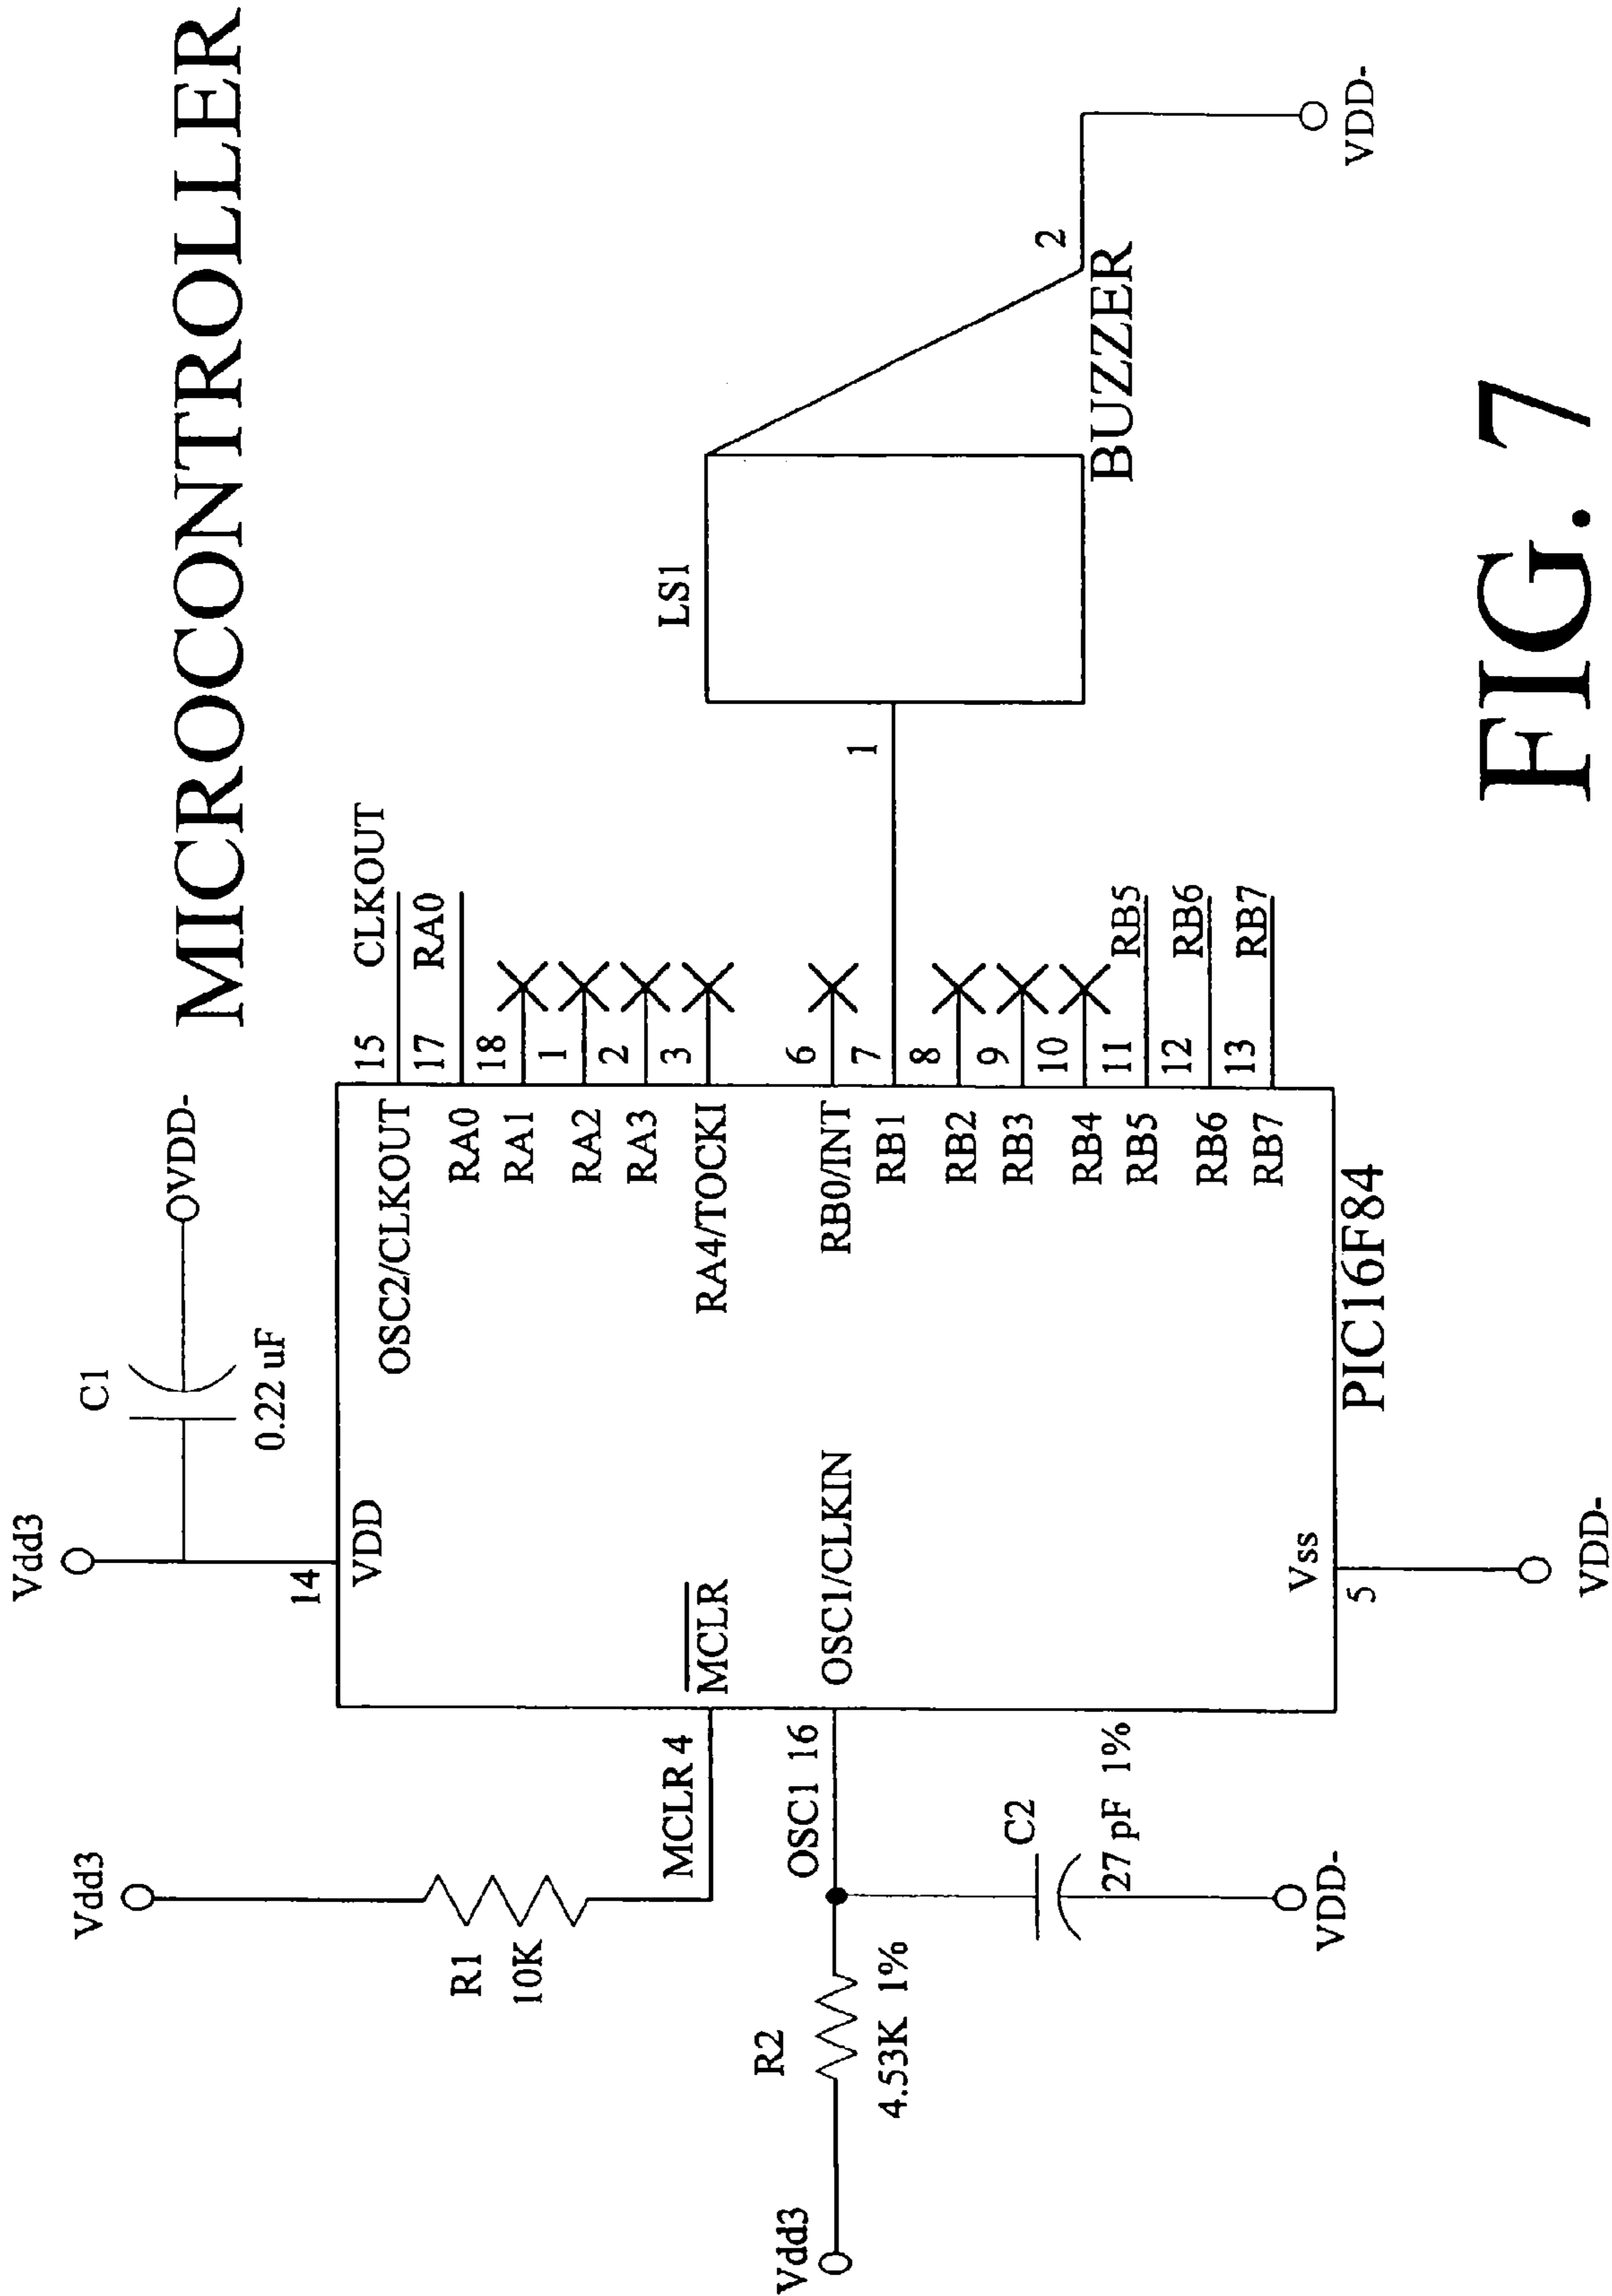 MICROCONTROLLER
Vdd3
C1
0.22 uF
VDD-
14
VDD
Vdd3
R1
10K
MCLR 4
MCLR
Vdd3
R2
4.53K 1%
OSC1 16
OSC1/CLKIN
C2
27 pF 1%
VDD-
OSC2/CLKOUT
15
CLKOUT
RA0
17
RA0
RA1
18
RA2
1
RA3
2
RA4/TOCKI
3
RB0/INT
6
RB1
7
RB2
8
RB3
9
RB4
10
RB5
11
RB5
RB6
12
RB6
RB7
13
RB7
Vss
5
VDD-
PIC16F84
LS1
1
2
BUZZER
VDD-
FIG. 7